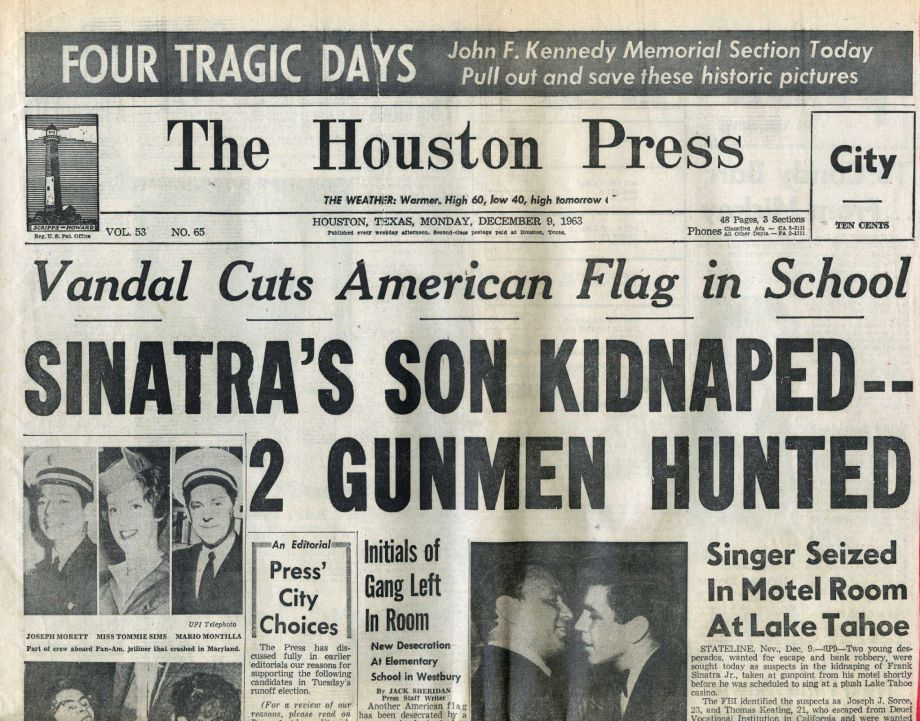 FOUR TRAGIC DAYS
John F. Kennedy Memorial Section Today
Pull out and save these historic pictures
SCRIPPS—HOWARD
Reg. U. S. Pat. Office
The Houston Press
THE WEATHER: Warmer. High 60, low 40, high tomorrow
VOL. 53 NO. 65
HOUSTON, TEXAS, MONDAY, DECEMBER 9, 1963
Published every weekday afternoon. Second-class postage paid at Houston, Texas.
48 Pages, 3 Sections
Phones Classified Ads — CA
All Other Depts. — FA
City
TEN CENTS
Vandal Cuts American Flag in School
SINATRA'S SON KIDNAPED--
2 GUNMEN HUNTED
UPI Telephoto
JOSEPH MORETT MISS TOMMIE SIMS MARIO MONTILLA
Part of crew aboard Pan-Am. jetliner that crashed in Maryland.
An Editorial
Press'
City
Choices
The Press has dis-
cussed fully in earlier
editorials our reasons for
supporting the following
candidates in Tuesday's
runoff election.
(For a review of our
reasons, please read on
Initials of
Gang Left
In Room
New Desecration
At Elementary
School in Westbury
By JACK SHERIDAN
Press Staff Writer
Another American flag
has been desecrated by a
Singer Seized
In Motel Room
At Lake Tahoe
STATELINE, Nev., Dec. 9.—(UPI)—Two young des-
perados, wanted for escape and bank robbery, were
sought today as suspects in the kidnaping of Frank
Sinatra Jr., taken at gunpoint from his motel shortly
before he was scheduled to sing at a plush Lake Tahoe
casino.
The FBI identified the suspects as Joseph J. Sorce,
23, and Thomas Keating, 21, who escaped from Deuel
Vocational Institution in California and were wanted